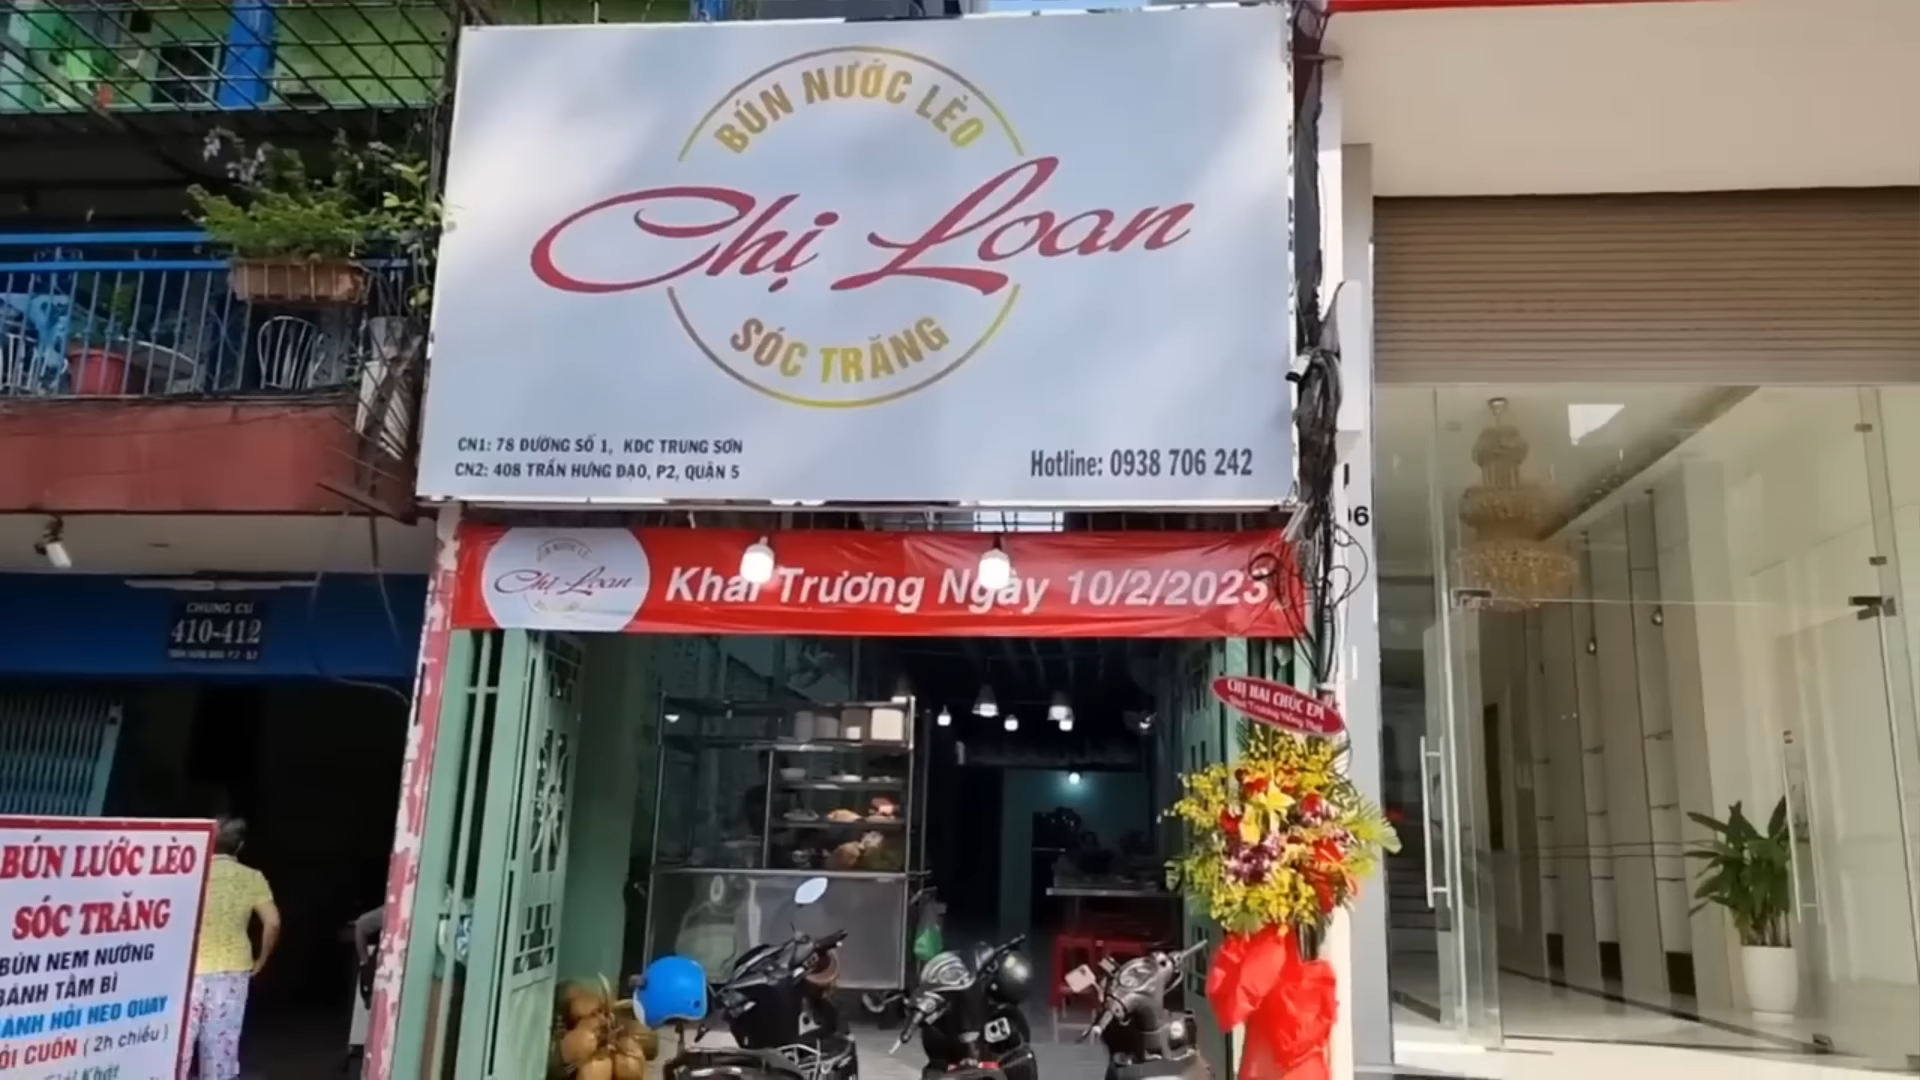 BÚN NƯỚC LÈO
Chị Loan
SÓC TRĂNG
CN1: 78 ĐƯỜNG SỐ 1, KDC TRUNG SƠN
CN2: 408 TRẦN HƯNG ĐẠO, P2, QUẬN 5
Hotline: 0938 706 242
Chị Loan
Khai Trương Ngày 10/2/2023
CHUNG CƯ
410-412
CHỊ HAI CHÚC EM
BÚN LƯỚC LÈO
SÓC TRĂNG
BÚN NEM NƯỚNG
BÁNH TẰM BÌ
BÁNH HỎI HEO QUAY
CUỐN ( 2h chiều )